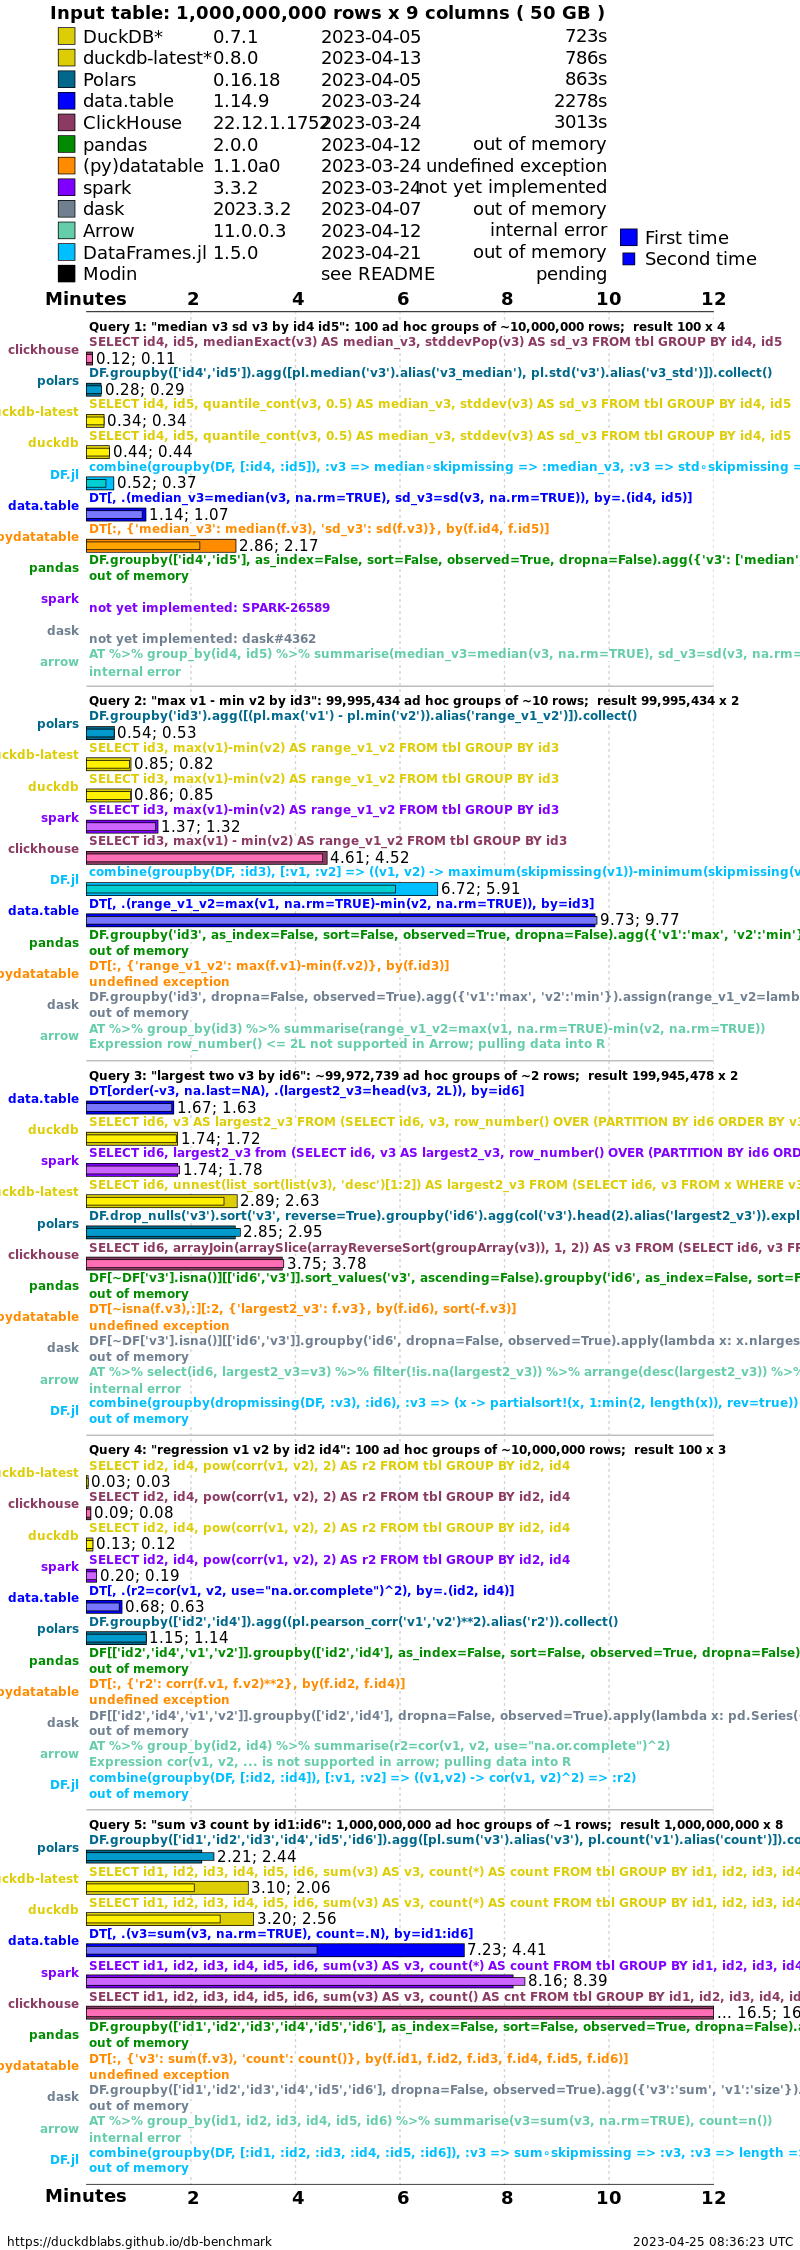 Input table: 1,000,000,000 rows x 9 columns ( 50 GB )
DuckDB* 0.7.1 2023-04-05 723s
duckdb-latest* 0.8.0 2023-04-13 786s
Polars 0.16.18 2023-04-05 863s
data.table 1.14.9 2023-03-24 2278s
ClickHouse 22.12.1.1752 2023-03-24 3013s
pandas 2.0.0 2023-04-12 out of memory
(py)datatable 1.1.0a0 2023-03-24 undefined exception
spark 3.3.2 2023-03-24 not yet implemented
dask 2023.3.2 2023-04-07 out of memory
Arrow 11.0.0.3 2023-04-12 internal error
DataFrames.jl 1.5.0 2023-04-21 out of memory
Modin see README pending
First time
Second time
Minutes 2 4 6 8 10 12
Query 1: "median v3 sd v3 by id4 id5": 100 ad hoc groups of ~10,000,000 rows; result 100 x 4
clickhouse SELECT id4, id5, medianExact(v3) AS median_v3, stddevPop(v3) AS sd_v3 FROM tbl GROUP BY id4, id5
0.12; 0.11
polars DF.groupby(['id4','id5']).agg([pl.median('v3').alias('v3_median'), pl.std('v3').alias('v3_std')]).collect()
0.28; 0.29
uckdb-latest SELECT id4, id5, quantile_cont(v3, 0.5) AS median_v3, stddev(v3) AS sd_v3 FROM tbl GROUP BY id4, id5
0.34; 0.34
duckdb SELECT id4, id5, quantile_cont(v3, 0.5) AS median_v3, stddev(v3) AS sd_v3 FROM tbl GROUP BY id4, id5
0.44; 0.44
DF.jl combine(groupby(DF, [:id4, :id5]), :v3 => median∘skipmissing => :median_v3, :v3 => std∘skipmissing =
0.52; 0.37
data.table DT[, .(median_v3=median(v3, na.rm=TRUE), sd_v3=sd(v3, na.rm=TRUE)), by=.(id4, id5)]
1.14; 1.07
pydatatable DT[:, {'median_v3': median(f.v3), 'sd_v3': sd(f.v3)}, by(f.id4, f.id5)]
2.86; 2.17
pandas DF.groupby(['id4','id5'], as_index=False, sort=False, observed=True, dropna=False).agg({'v3': ['median'
out of memory
spark
not yet implemented: SPARK-26589
dask
not yet implemented: dask#4362
arrow AT %>% group_by(id4, id5) %>% summarise(median_v3=median(v3, na.rm=TRUE), sd_v3=sd(v3, na.rm=
internal error
Query 2: "max v1 - min v2 by id3": 99,995,434 ad hoc groups of ~10 rows; result 99,995,434 x 2
polars DF.groupby('id3').agg([(pl.max('v1') - pl.min('v2')).alias('range_v1_v2')]).collect()
0.54; 0.53
uckdb-latest SELECT id3, max(v1)-min(v2) AS range_v1_v2 FROM tbl GROUP BY id3
0.85; 0.82
duckdb SELECT id3, max(v1)-min(v2) AS range_v1_v2 FROM tbl GROUP BY id3
0.86; 0.85
spark SELECT id3, max(v1)-min(v2) AS range_v1_v2 FROM tbl GROUP BY id3
1.37; 1.32
clickhouse SELECT id3, max(v1) - min(v2) AS range_v1_v2 FROM tbl GROUP BY id3
4.61; 4.52
DF.jl combine(groupby(DF, :id3), [:v1, :v2] => ((v1, v2) -> maximum(skipmissing(v1))-minimum(skipmissing(v
6.72; 5.91
data.table DT[, .(range_v1_v2=max(v1, na.rm=TRUE)-min(v2, na.rm=TRUE)), by=id3]
9.73; 9.77
pandas DF.groupby('id3', as_index=False, sort=False, observed=True, dropna=False).agg({'v1':'max', 'v2':'min'}
out of memory
pydatatable DT[:, {'range_v1_v2': max(f.v1)-min(f.v2)}, by(f.id3)]
undefined exception
dask DF.groupby('id3', dropna=False, observed=True).agg({'v1':'max', 'v2':'min'}).assign(range_v1_v2=lamb
out of memory
arrow AT %>% group_by(id3) %>% summarise(range_v1_v2=max(v1, na.rm=TRUE)-min(v2, na.rm=TRUE))
Expression row_number() <= 2L not supported in Arrow; pulling data into R
Query 3: "largest two v3 by id6": ~99,972,739 ad hoc groups of ~2 rows; result 199,945,478 x 2
data.table DT[order(-v3, na.last=NA), .(largest2_v3=head(v3, 2L)), by=id6]
1.67; 1.63
duckdb SELECT id6, v3 AS largest2_v3 FROM (SELECT id6, v3, row_number() OVER (PARTITION BY id6 ORDER BY v3
1.74; 1.72
spark SELECT id6, largest2_v3 from (SELECT id6, v3 AS largest2_v3, row_number() OVER (PARTITION BY id6 ORD
1.74; 1.78
uckdb-latest SELECT id6, unnest(list_sort(list(v3), 'desc')[1:2]) AS largest2_v3 FROM (SELECT id6, v3 FROM x WHERE v3
2.89; 2.63
polars DF.drop_nulls('v3').sort('v3', reverse=True).groupby('id6').agg(col('v3').head(2).alias('largest2_v3')).expl
2.85; 2.95
clickhouse SELECT id6, arrayJoin(arraySlice(arrayReverseSort(groupArray(v3)), 1, 2)) AS v3 FROM (SELECT id6, v3 FR
3.75; 3.78
pandas DF[~DF['v3'].isna()][['id6','v3']].sort_values('v3', ascending=False).groupby('id6', as_index=False, sort=F
out of memory
pydatatable DT[~isna(f.v3),:][:2, {'largest2_v3': f.v3}, by(f.id6), sort(-f.v3)]
undefined exception
dask DF[~DF['v3'].isna()][['id6','v3']].groupby('id6', dropna=False, observed=True).apply(lambda x: x.nlarges
out of memory
arrow AT %>% select(id6, largest2_v3=v3) %>% filter(!is.na(largest2_v3)) %>% arrange(desc(largest2_v3)) %>%
internal error
DF.jl combine(groupby(dropmissing(DF, :v3), :id6), :v3 => (x -> partialsort!(x, 1:min(2, length(x)), rev=true))
out of memory
Query 4: "regression v1 v2 by id2 id4": 100 ad hoc groups of ~10,000,000 rows; result 100 x 3
uckdb-latest SELECT id2, id4, pow(corr(v1, v2), 2) AS r2 FROM tbl GROUP BY id2, id4
0.03; 0.03
clickhouse SELECT id2, id4, pow(corr(v1, v2), 2) AS r2 FROM tbl GROUP BY id2, id4
0.09; 0.08
duckdb SELECT id2, id4, pow(corr(v1, v2), 2) AS r2 FROM tbl GROUP BY id2, id4
0.13; 0.12
spark SELECT id2, id4, pow(corr(v1, v2), 2) AS r2 FROM tbl GROUP BY id2, id4
0.20; 0.19
data.table DT[, .(r2=cor(v1, v2, use="na.or.complete")^2), by=.(id2, id4)]
0.68; 0.63
polars DF.groupby(['id2','id4']).agg((pl.pearson_corr('v1','v2')**2).alias('r2')).collect()
1.15; 1.14
pandas DF[['id2','id4','v1','v2']].groupby(['id2','id4'], as_index=False, sort=False, observed=True, dropna=False)
out of memory
pydatatable DT[:, {'r2': corr(f.v1, f.v2)**2}, by(f.id2, f.id4)]
undefined exception
dask DF[['id2','id4','v1','v2']].groupby(['id2','id4'], dropna=False, observed=True).apply(lambda x: pd.Series(
out of memory
arrow AT %>% group_by(id2, id4) %>% summarise(r2=cor(v1, v2, use="na.or.complete")^2)
Expression cor(v1, v2, ... is not supported in arrow; pulling data into R
DF.jl combine(groupby(DF, [:id2, :id4]), [:v1, :v2] => ((v1,v2) -> cor(v1, v2)^2) => :r2)
out of memory
Query 5: "sum v3 count by id1:id6": 1,000,000,000 ad hoc groups of ~1 rows; result 1,000,000,000 x 8
polars DF.groupby(['id1','id2','id3','id4','id5','id6']).agg([pl.sum('v3').alias('v3'), pl.count('v1').alias('count')]).co
2.21; 2.44
uckdb-latest SELECT id1, id2, id3, id4, id5, id6, sum(v3) AS v3, count(*) AS count FROM tbl GROUP BY id1, id2, id3, id4
3.10; 2.06
duckdb SELECT id1, id2, id3, id4, id5, id6, sum(v3) AS v3, count(*) AS count FROM tbl GROUP BY id1, id2, id3, id4
3.20; 2.56
data.table DT[, .(v3=sum(v3, na.rm=TRUE), count=.N), by=id1:id6]
7.23; 4.41
spark SELECT id1, id2, id3, id4, id5, id6, sum(v3) AS v3, count(*) AS count FROM tbl GROUP BY id1, id2, id3, id4
8.16; 8.39
clickhouse SELECT id1, id2, id3, id4, id5, id6, sum(v3) AS v3, count() AS cnt FROM tbl GROUP BY id1, id2, id3, id4, id
... 16.5; 16
pandas DF.groupby(['id1','id2','id3','id4','id5','id6'], as_index=False, sort=False, observed=True, dropna=False).a
out of memory
pydatatable DT[:, {'v3': sum(f.v3), 'count': count()}, by(f.id1, f.id2, f.id3, f.id4, f.id5, f.id6)]
undefined exception
dask DF.groupby(['id1','id2','id3','id4','id5','id6'], dropna=False, observed=True).agg({'v3':'sum', 'v1':'size'}).
out of memory
arrow AT %>% group_by(id1, id2, id3, id4, id5, id6) %>% summarise(v3=sum(v3, na.rm=TRUE), count=n())
internal error
DF.jl combine(groupby(DF, [:id1, :id2, :id3, :id4, :id5, :id6]), :v3 => sum∘skipmissing => :v3, :v3 => length =>
out of memory
Minutes 2 4 6 8 10 12
https://duckdblabs.github.io/db-benchmark 2023-04-25 08:36:23 UTC